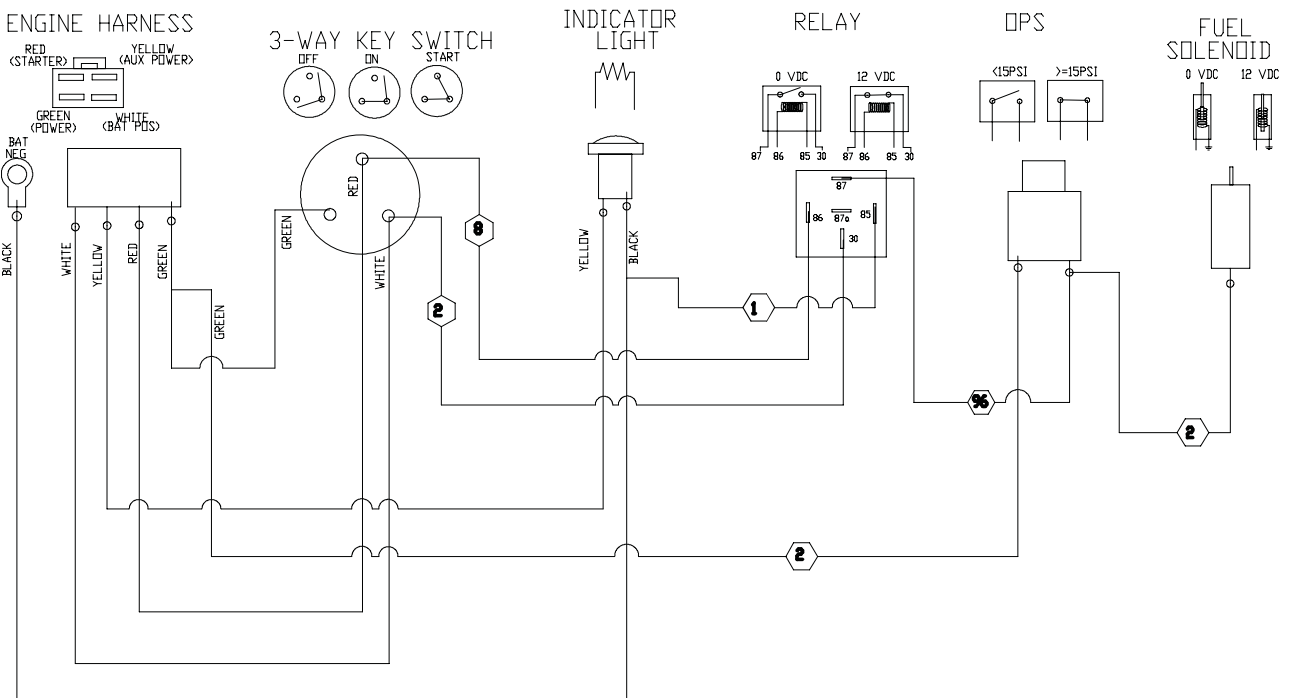 ENGINE HARNESS
RED
(STARTER)
YELLOW
(AUX POWER)
GREEN
(POWER)
WHITE
(BAT POS)
BAT
NEG
3-WAY KEY SWITCH
OFF
ON
START
INDICATOR
LIGHT
RELAY
0 VDC
12 VDC
87 86 85 30
87 86 85 30
OPS
<15PSI
>=15PSI
FUEL
SOLENOID
0 VDC
12 VDC
87
86
87a
85
30
BLACK
WHITE
YELLOW
RED
GREEN
GREEN
GREEN
RED
WHITE
8
2
YELLOW
BLACK
1
96
2
2